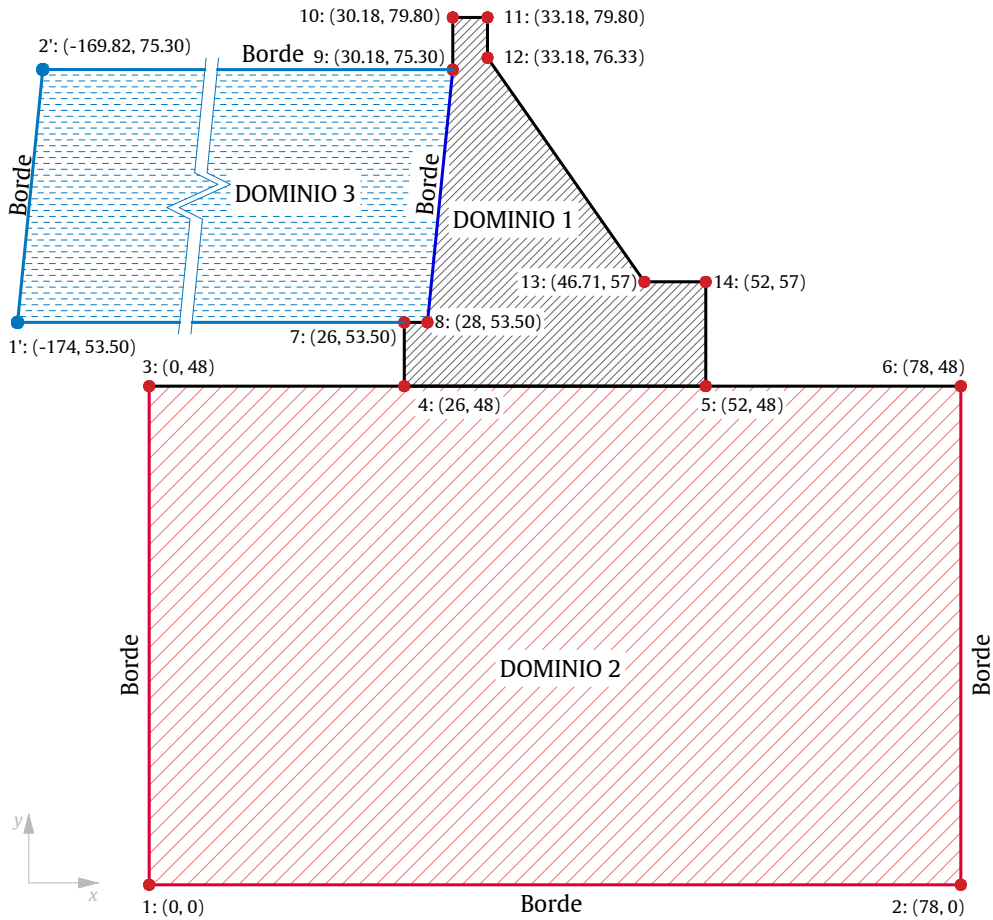 10: (30.18, 79.80)
11: (33.18, 79.80)
2': (-169.82, 75.30)
Borde
9: (30.18, 75.30)
12: (33.18, 76.33)
Borde
DOMINIO 3
Borde
DOMINIO 1
13: (46.71, 57)
14: (52, 57)
1': (-174, 53.50)
7: (26, 53.50)
8: (28, 53.50)
3: (0, 48)
6: (78, 48)
4: (26, 48)
5: (52, 48)
Borde
DOMINIO 2
Borde
y
x
1: (0, 0)
Borde
2: (78, 0)